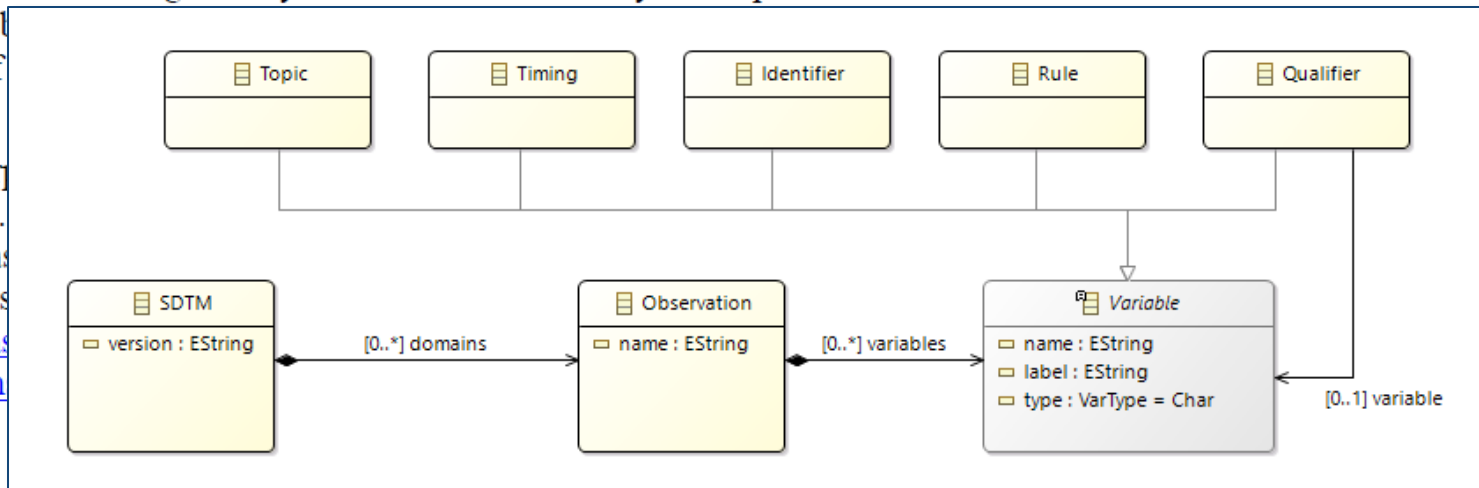 Topic
Timing
Identifier
Rule
Qualifier
SDTM
version : EString
[0..*] domains
Observation
name : EString
[0..*] variables
Variable
name : EString
label : EString
type : VarType = Char
[0..1] variable